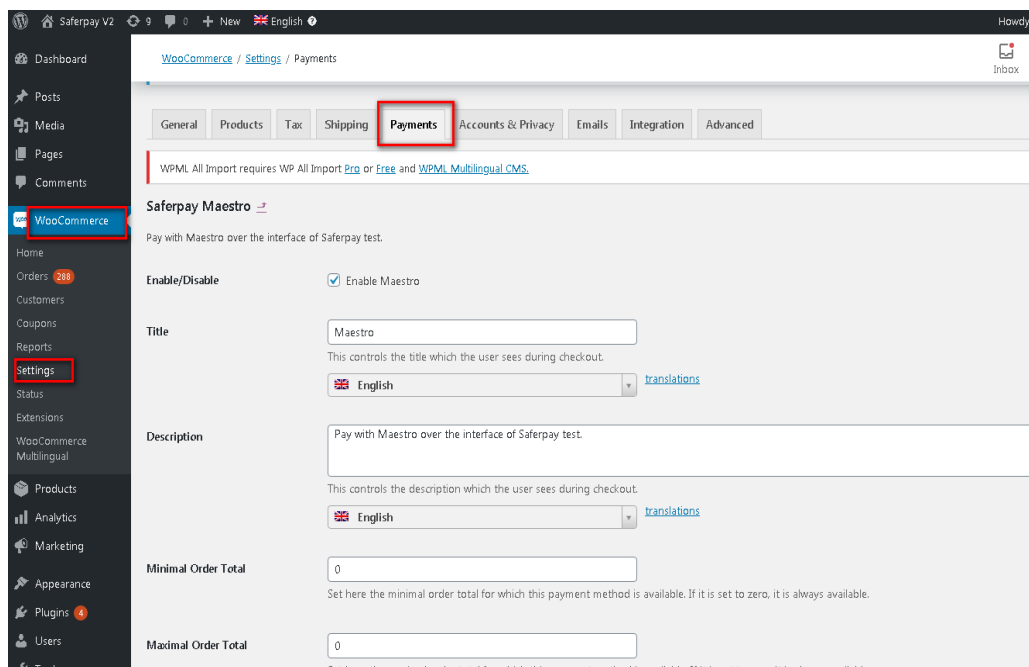 Saferpay V2 9 0 + New English
Howdy
Dashboard
Posts
Media
Pages
Comments
WooCommerce
Home
Orders 288
Customers
Coupons
Reports
Settings
Status
Extensions
WooCommerce
Multilingual
Products
Analytics
Marketing
Appearance
Plugins 4
Users
WooCommerce / Settings / Payments
Inbox
General Products Tax Shipping Payments Accounts & Privacy Emails Integration Advanced
WPML All Import requires WP All Import Pro or Free and WPML Multilingual CMS.
Saferpay Maestro
Pay with Maestro over the interface of Saferpay test.
Enable/Disable Enable Maestro
Title Maestro
This controls the title which the user sees during checkout.
English translations
Description Pay with Maestro over the interface of Saferpay test.
This controls the description which the user sees during checkout.
English translations
Minimal Order Total 0
Set here the minimal order total for which this payment method is available. If it is set to zero, it is always available.
Maximal Order Total 0